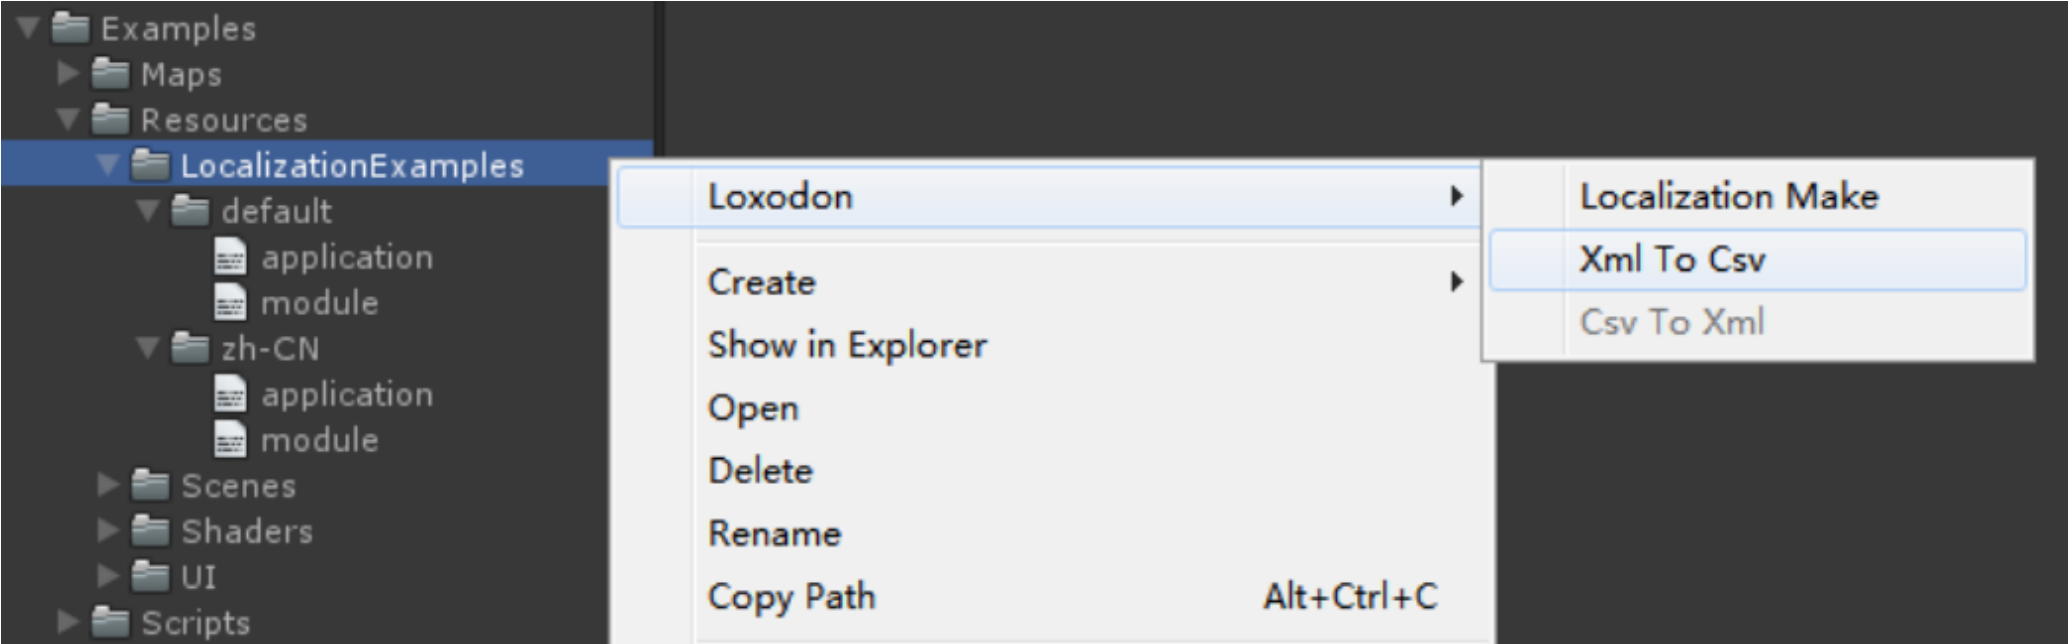 Examples
Maps
Resources
LocalizationExamples
default
application
module
zh-CN
application
module
Scenes
Shaders
UI
Scripts
Loxodon
Create
Show in Explorer
Open
Delete
Rename
Copy Path Alt+Ctrl+C
Localization Make
Xml To Csv
Csv To Xml